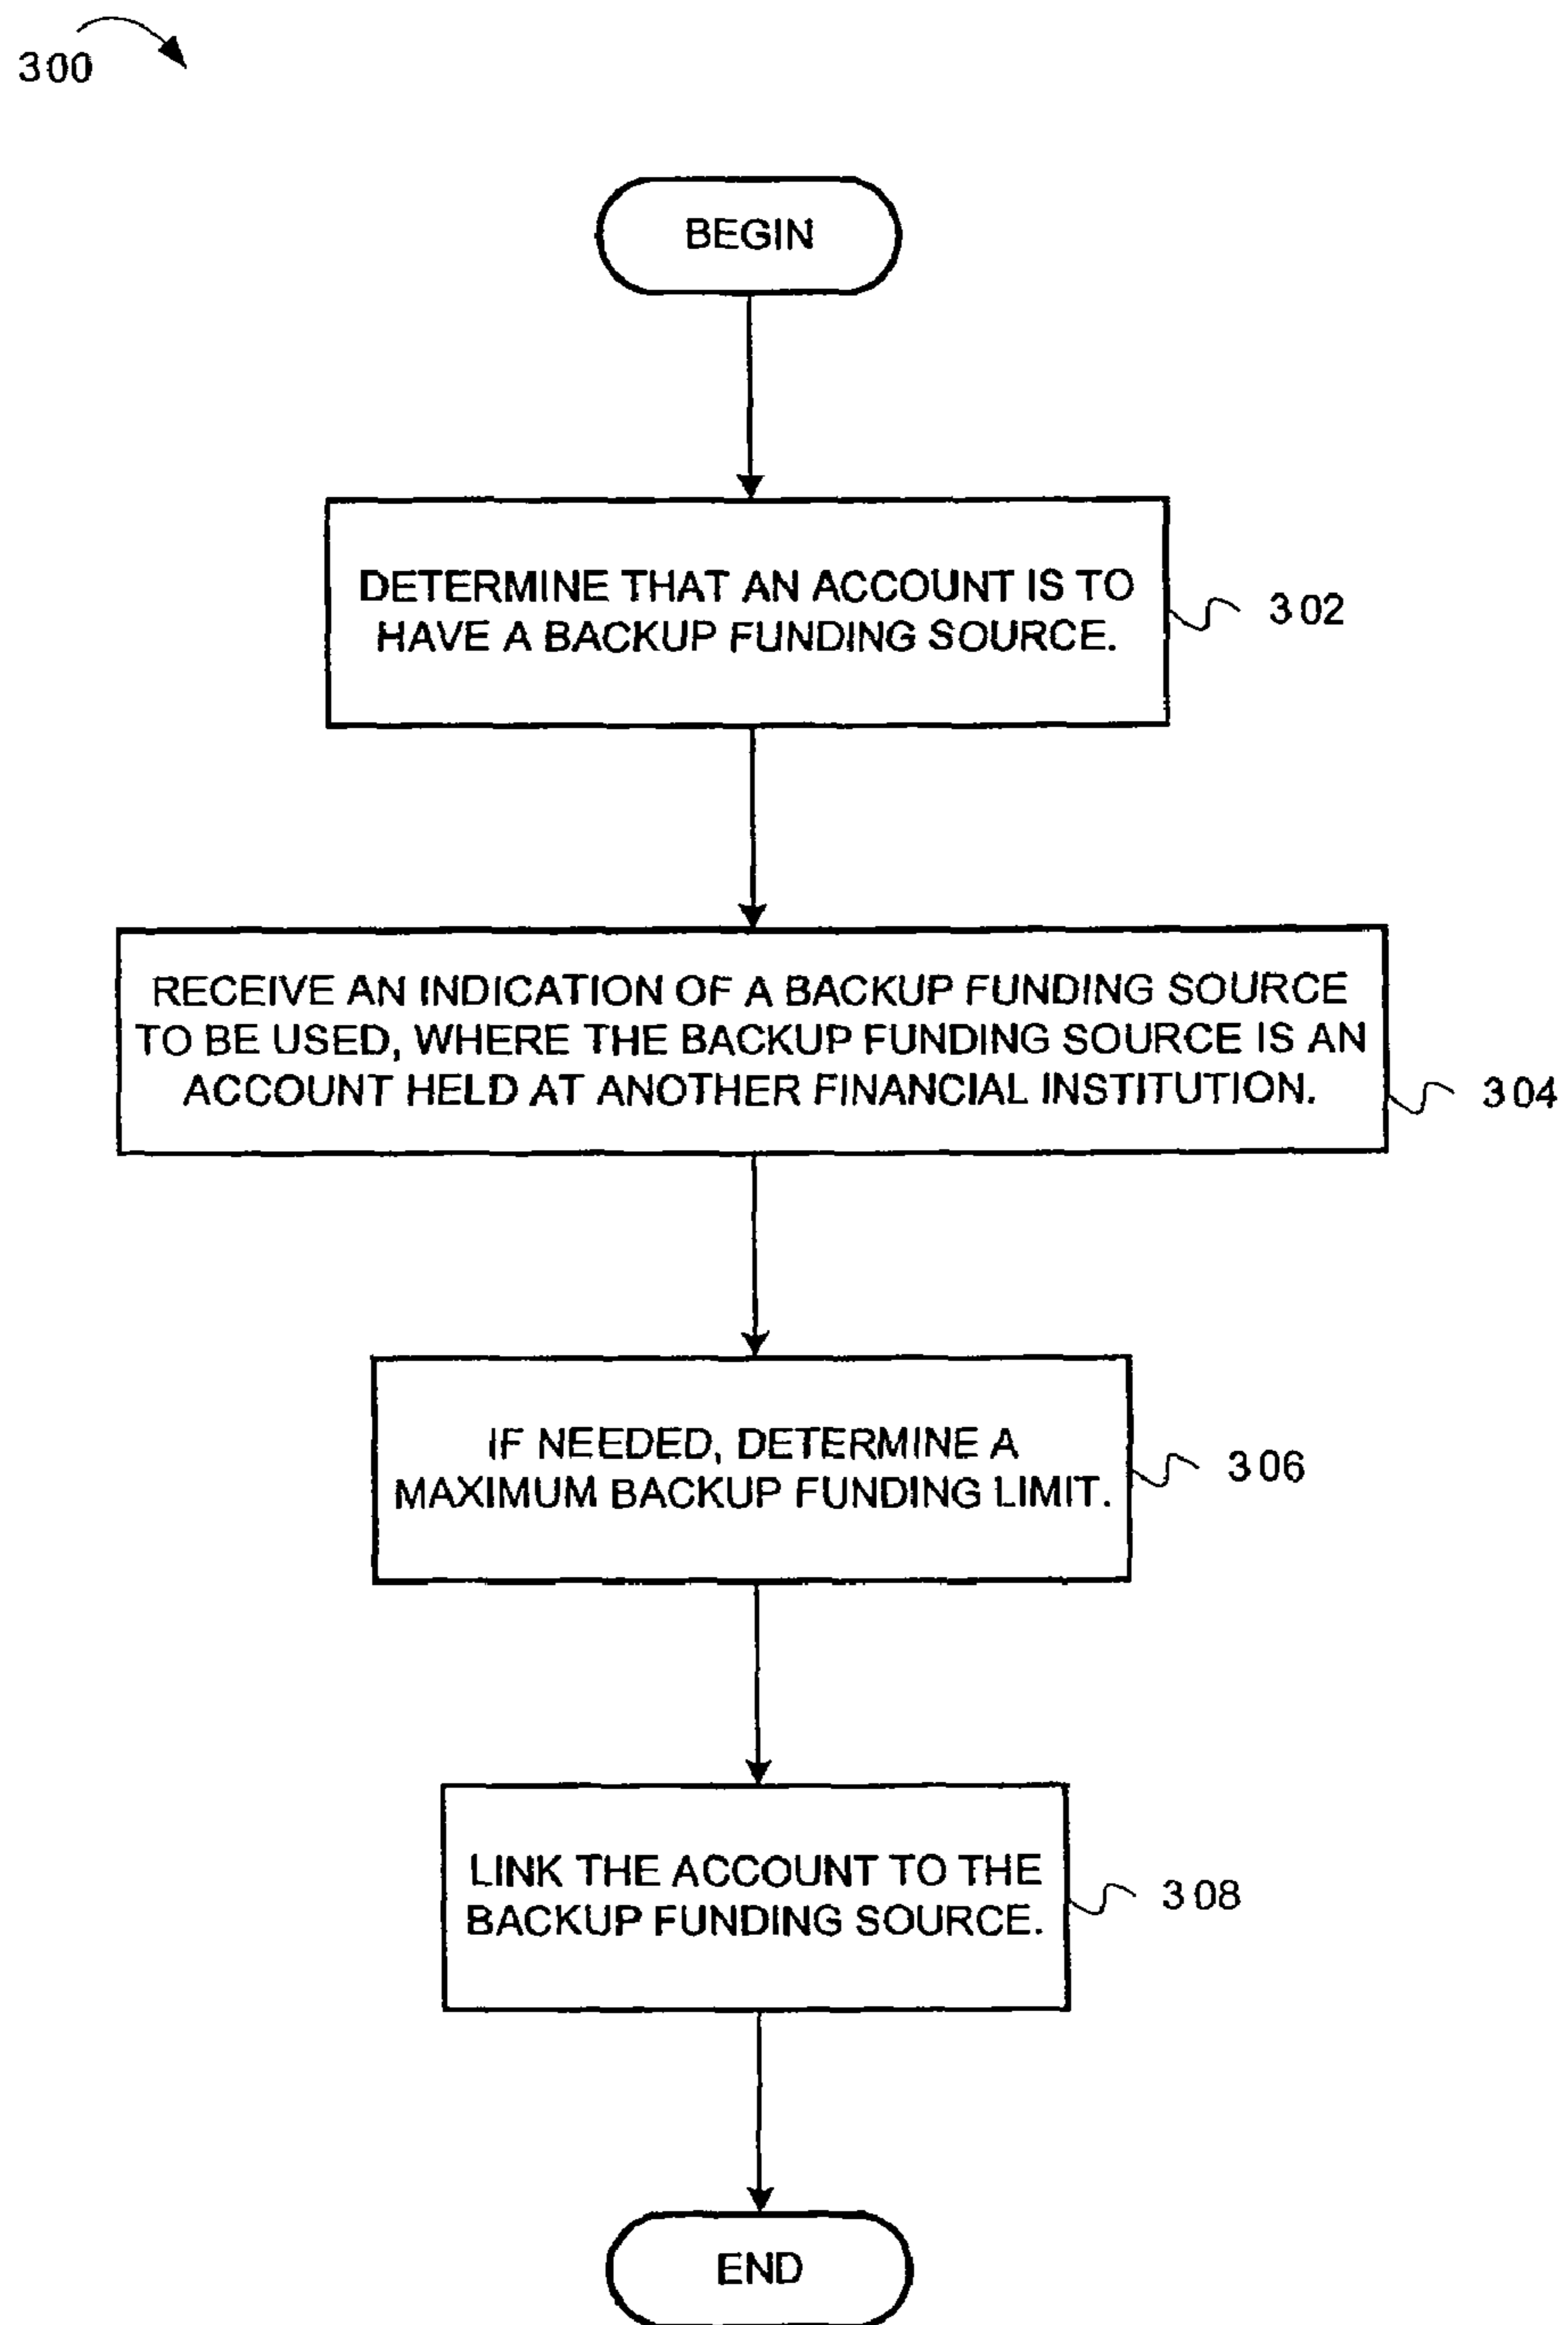 300
BEGIN
DETERMINE THAT AN ACCOUNT IS TO
HAVE A BACKUP FUNDING SOURCE.
302
RECEIVE AN INDICATION OF A BACKUP FUNDING SOURCE
TO BE USED, WHERE THE BACKUP FUNDING SOURCE IS AN
ACCOUNT HELD AT ANOTHER FINANCIAL INSTITUTION.
304
IF NEEDED, DETERMINE A
MAXIMUM BACKUP FUNDING LIMIT.
306
LINK THE ACCOUNT TO THE
BACKUP FUNDING SOURCE.
308
END